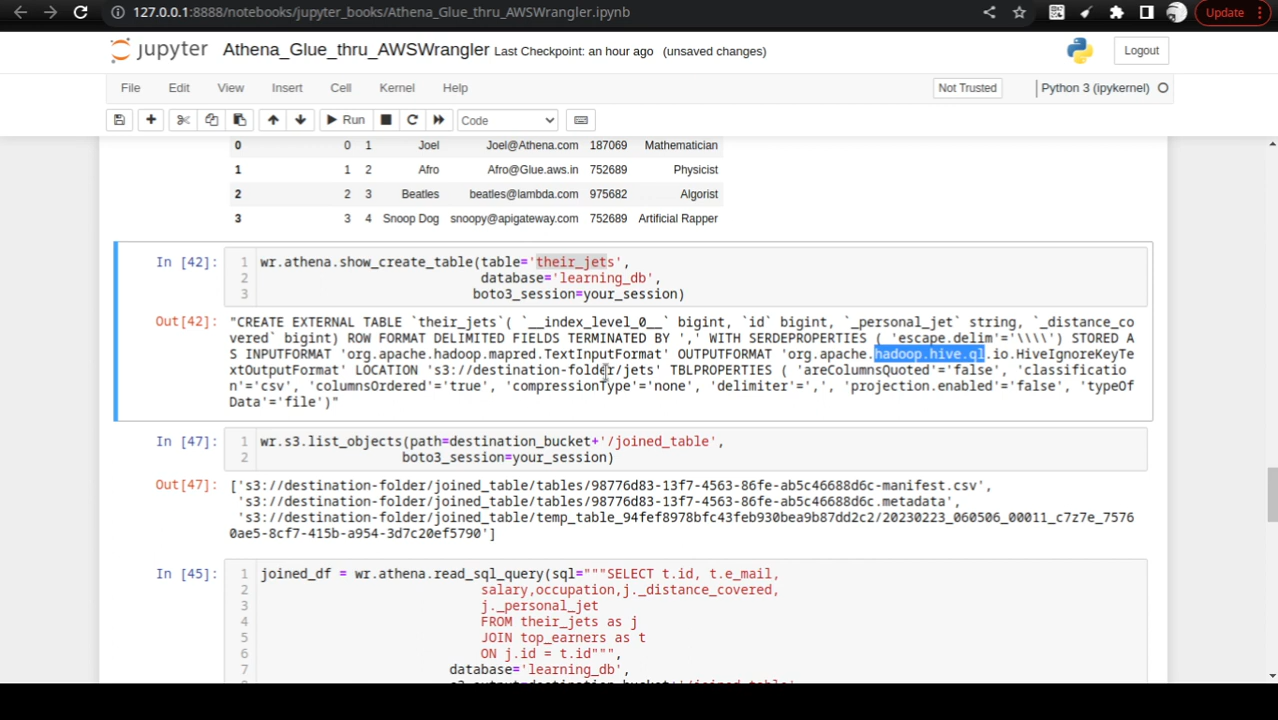 127.0.0.1:8888/notebooks/jupyter_books/Athena_Glue_thru_AWSWrangler.ipynb
Update
jupyter Athena_Glue_thru_AWSWrangler Last Checkpoint: an hour ago (unsaved changes)
Logout
File Edit View Insert Cell Kernel Help
Not Trusted Python 3 (ipykernel)
Run Code
0 0 1 Joel Joel@Athena.com 187069 Mathematician
1 1 2 Afro Afro@Glue.aws.in 752689 Physicist
2 2 3 Beatles beatles@lambda.com 975682 Algorist
3 3 4 Snoop Dog snoopy@apigateway.com 752689 Artificial Rapper
In [42]: 1 wr.athena.show_create_table(table='their_jets',
2 database='learning_db',
3 boto3_session=your_session)
Out[42]: "CREATE EXTERNAL TABLE `their_jets`( `__index_level_0__` bigint, `id` bigint, `_personal_jet` string, `_distance_co
vered` bigint) ROW FORMAT DELIMITED FIELDS TERMINATED BY ',' WITH SERDEPROPERTIES ( 'escape.delim'='\\\\') STORED A
S INPUTFORMAT 'org.apache.hadoop.mapred.TextInputFormat' OUTPUTFORMAT 'org.apache.hadoop.hive.ql.io.HiveIgnoreKeyTe
xtOutputFormat' LOCATION 's3://destination-folder/jets' TBLPROPERTIES ( 'areColumnsQuoted'='false', 'classificatio
n'='csv', 'columnsOrdered'='true', 'compressionType'='none', 'delimiter'=',', 'projection.enabled'='false', 'typeOf
Data'='file')"
In [47]: 1 wr.s3.list_objects(path=destination_bucket+'/joined_table',
2 boto3_session=your_session)
Out[47]: ['s3://destination-folder/joined_table/tables/98776d83-13f7-4563-86fe-ab5c46688d6c-manifest.csv',
's3://destination-folder/joined_table/tables/98776d83-13f7-4563-86fe-ab5c46688d6c.metadata',
's3://destination-folder/joined_table/temp_table_94fef8978bfc43feb930bea9b87dd2c2/20230223_060506_00011_c7z7e_7576
0ae5-8cf7-415b-a954-3d7c20ef5790']
In [45]: 1 joined_df = wr.athena.read_sql_query(sql="""SELECT t.id, t.e_mail,
2 salary,occupation,j._distance_covered,
3 j._personal_jet
4 FROM their_jets as j
5 JOIN top_earners as t
6 ON j.id = t.id""",
7 database='learning_db',